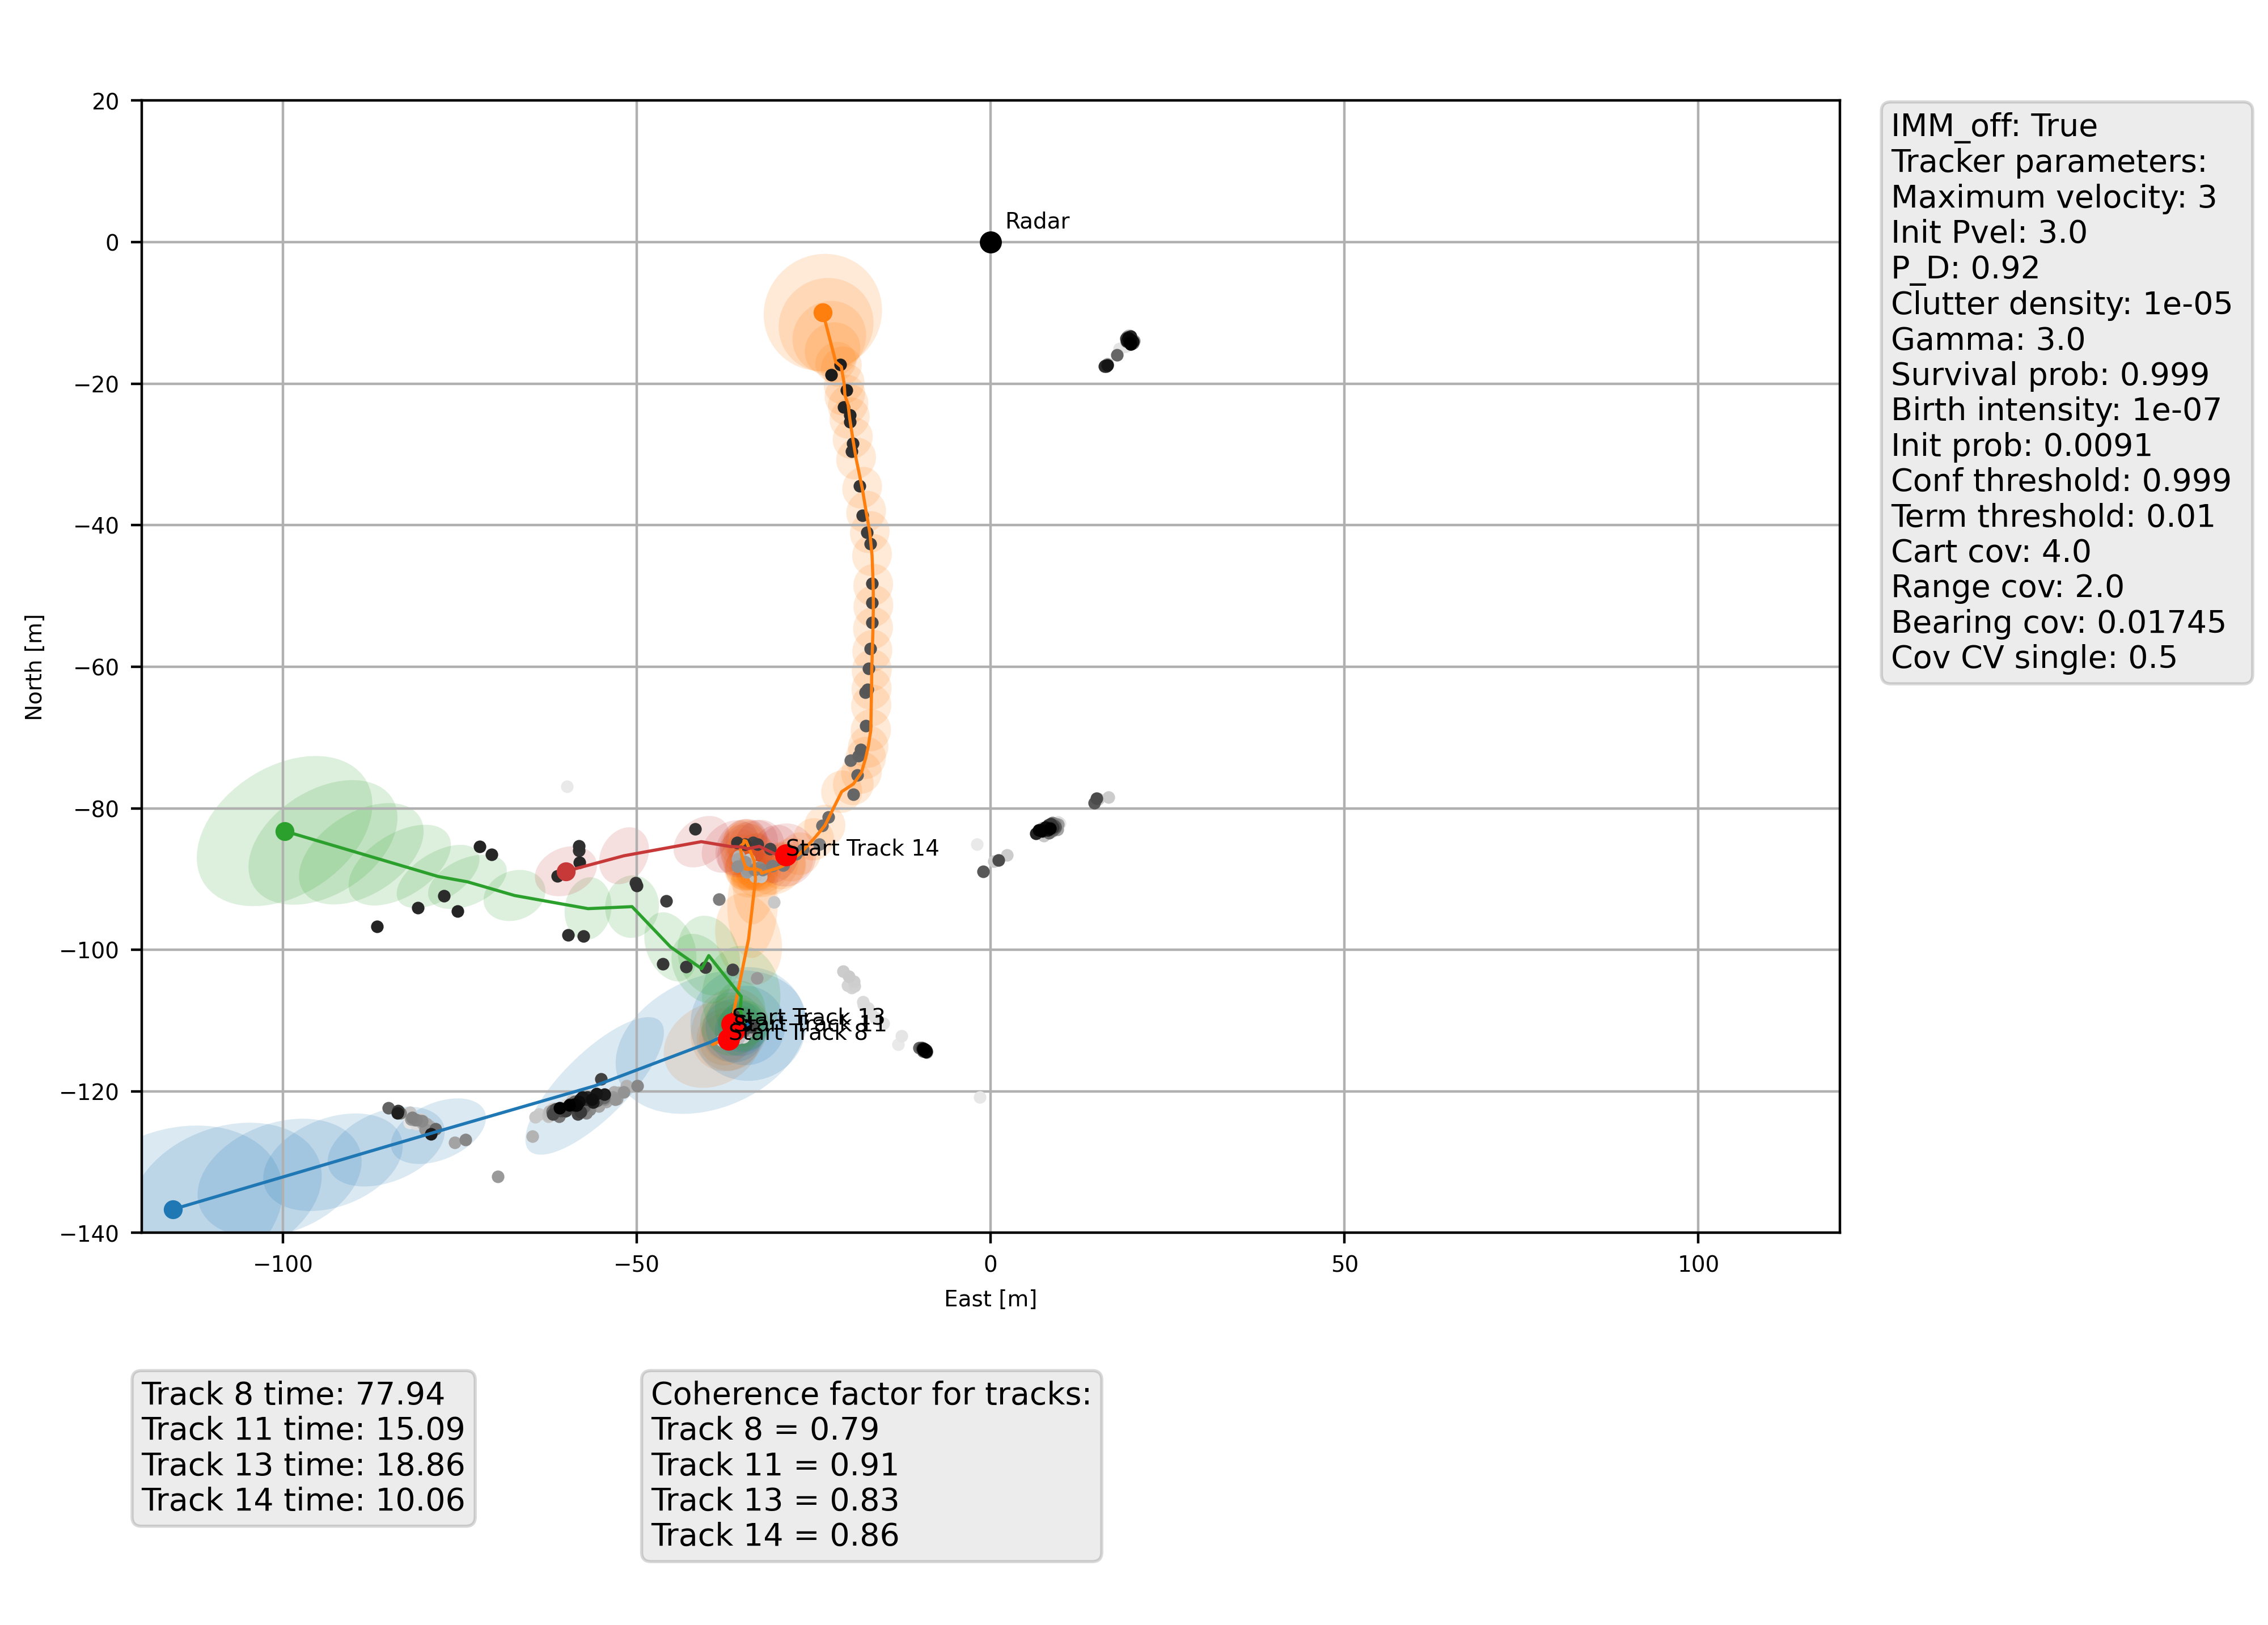 20
0
−20
−40
−60
−80
−100
−120
−140
North [m]
Radar
Start Track 14
Start Track 13
Start Track 11
Start Track 8
−100
−50
0
50
100
East [m]
IMM_off: True
Tracker parameters:
Maximum velocity: 3
Init Pvel: 3.0
P_D: 0.92
Clutter density: 1e-05
Gamma: 3.0
Survival prob: 0.999
Birth intensity: 1e-07
Init prob: 0.0091
Conf threshold: 0.999
Term threshold: 0.01
Cart cov: 4.0
Range cov: 2.0
Bearing cov: 0.01745
Cov CV single: 0.5
Track 8 time: 77.94
Track 11 time: 15.09
Track 13 time: 18.86
Track 14 time: 10.06
Coherence factor for tracks:
Track 8 = 0.79
Track 11 = 0.91
Track 13 = 0.83
Track 14 = 0.86